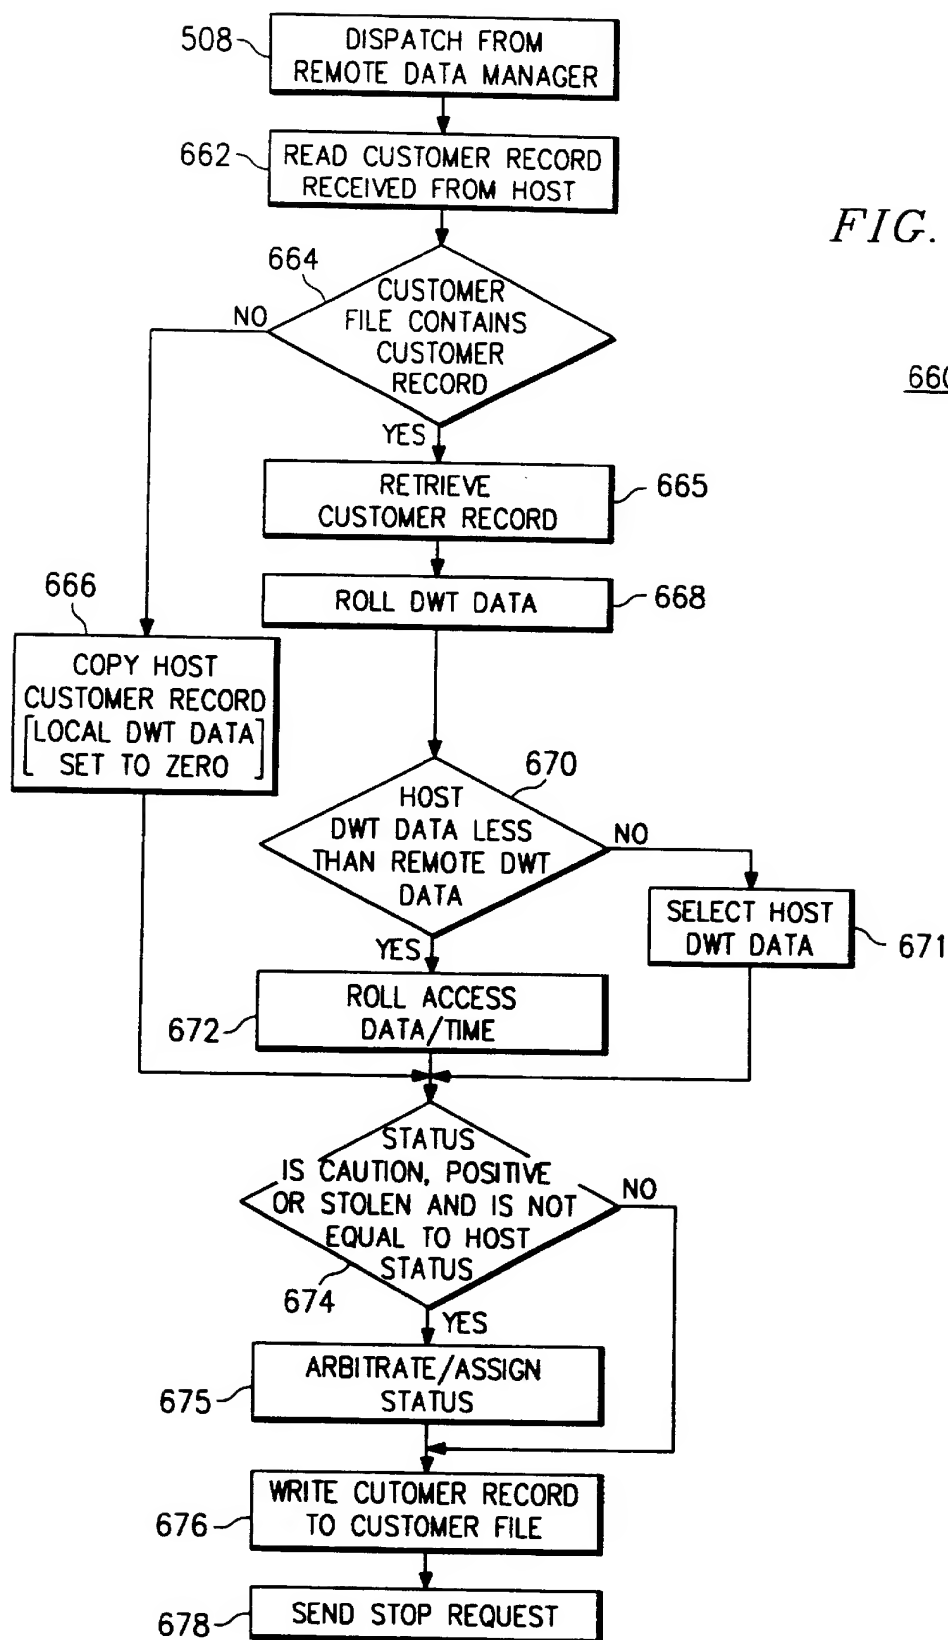 508
DISPATCH FROM
REMOTE DATA MANAGER
662
READ CUSTOMER RECORD
RECEIVED FROM HOST
FIG.
660
664
CUSTOMER
FILE CONTAINS
CUSTOMER
RECORD
NO
YES
RETRIEVE
CUSTOMER RECORD
665
ROLL DWT DATA
668
666
COPY HOST
CUSTOMER RECORD
[LOCAL DWT DATA
SET TO ZERO]
670
HOST
DWT DATA LESS
THAN REMOTE DWT
DATA
NO
YES
SELECT HOST
DWT DATA
671
672
ROLL ACCESS
DATA/TIME
STATUS
IS CAUTION, POSITIVE
OR STOLEN AND IS NOT
EQUAL TO HOST
STATUS
NO
674
YES
675
ARBITRATE/ASSIGN
STATUS
676
WRITE CUTOMER RECORD
TO CUSTOMER FILE
678
SEND STOP REQUEST